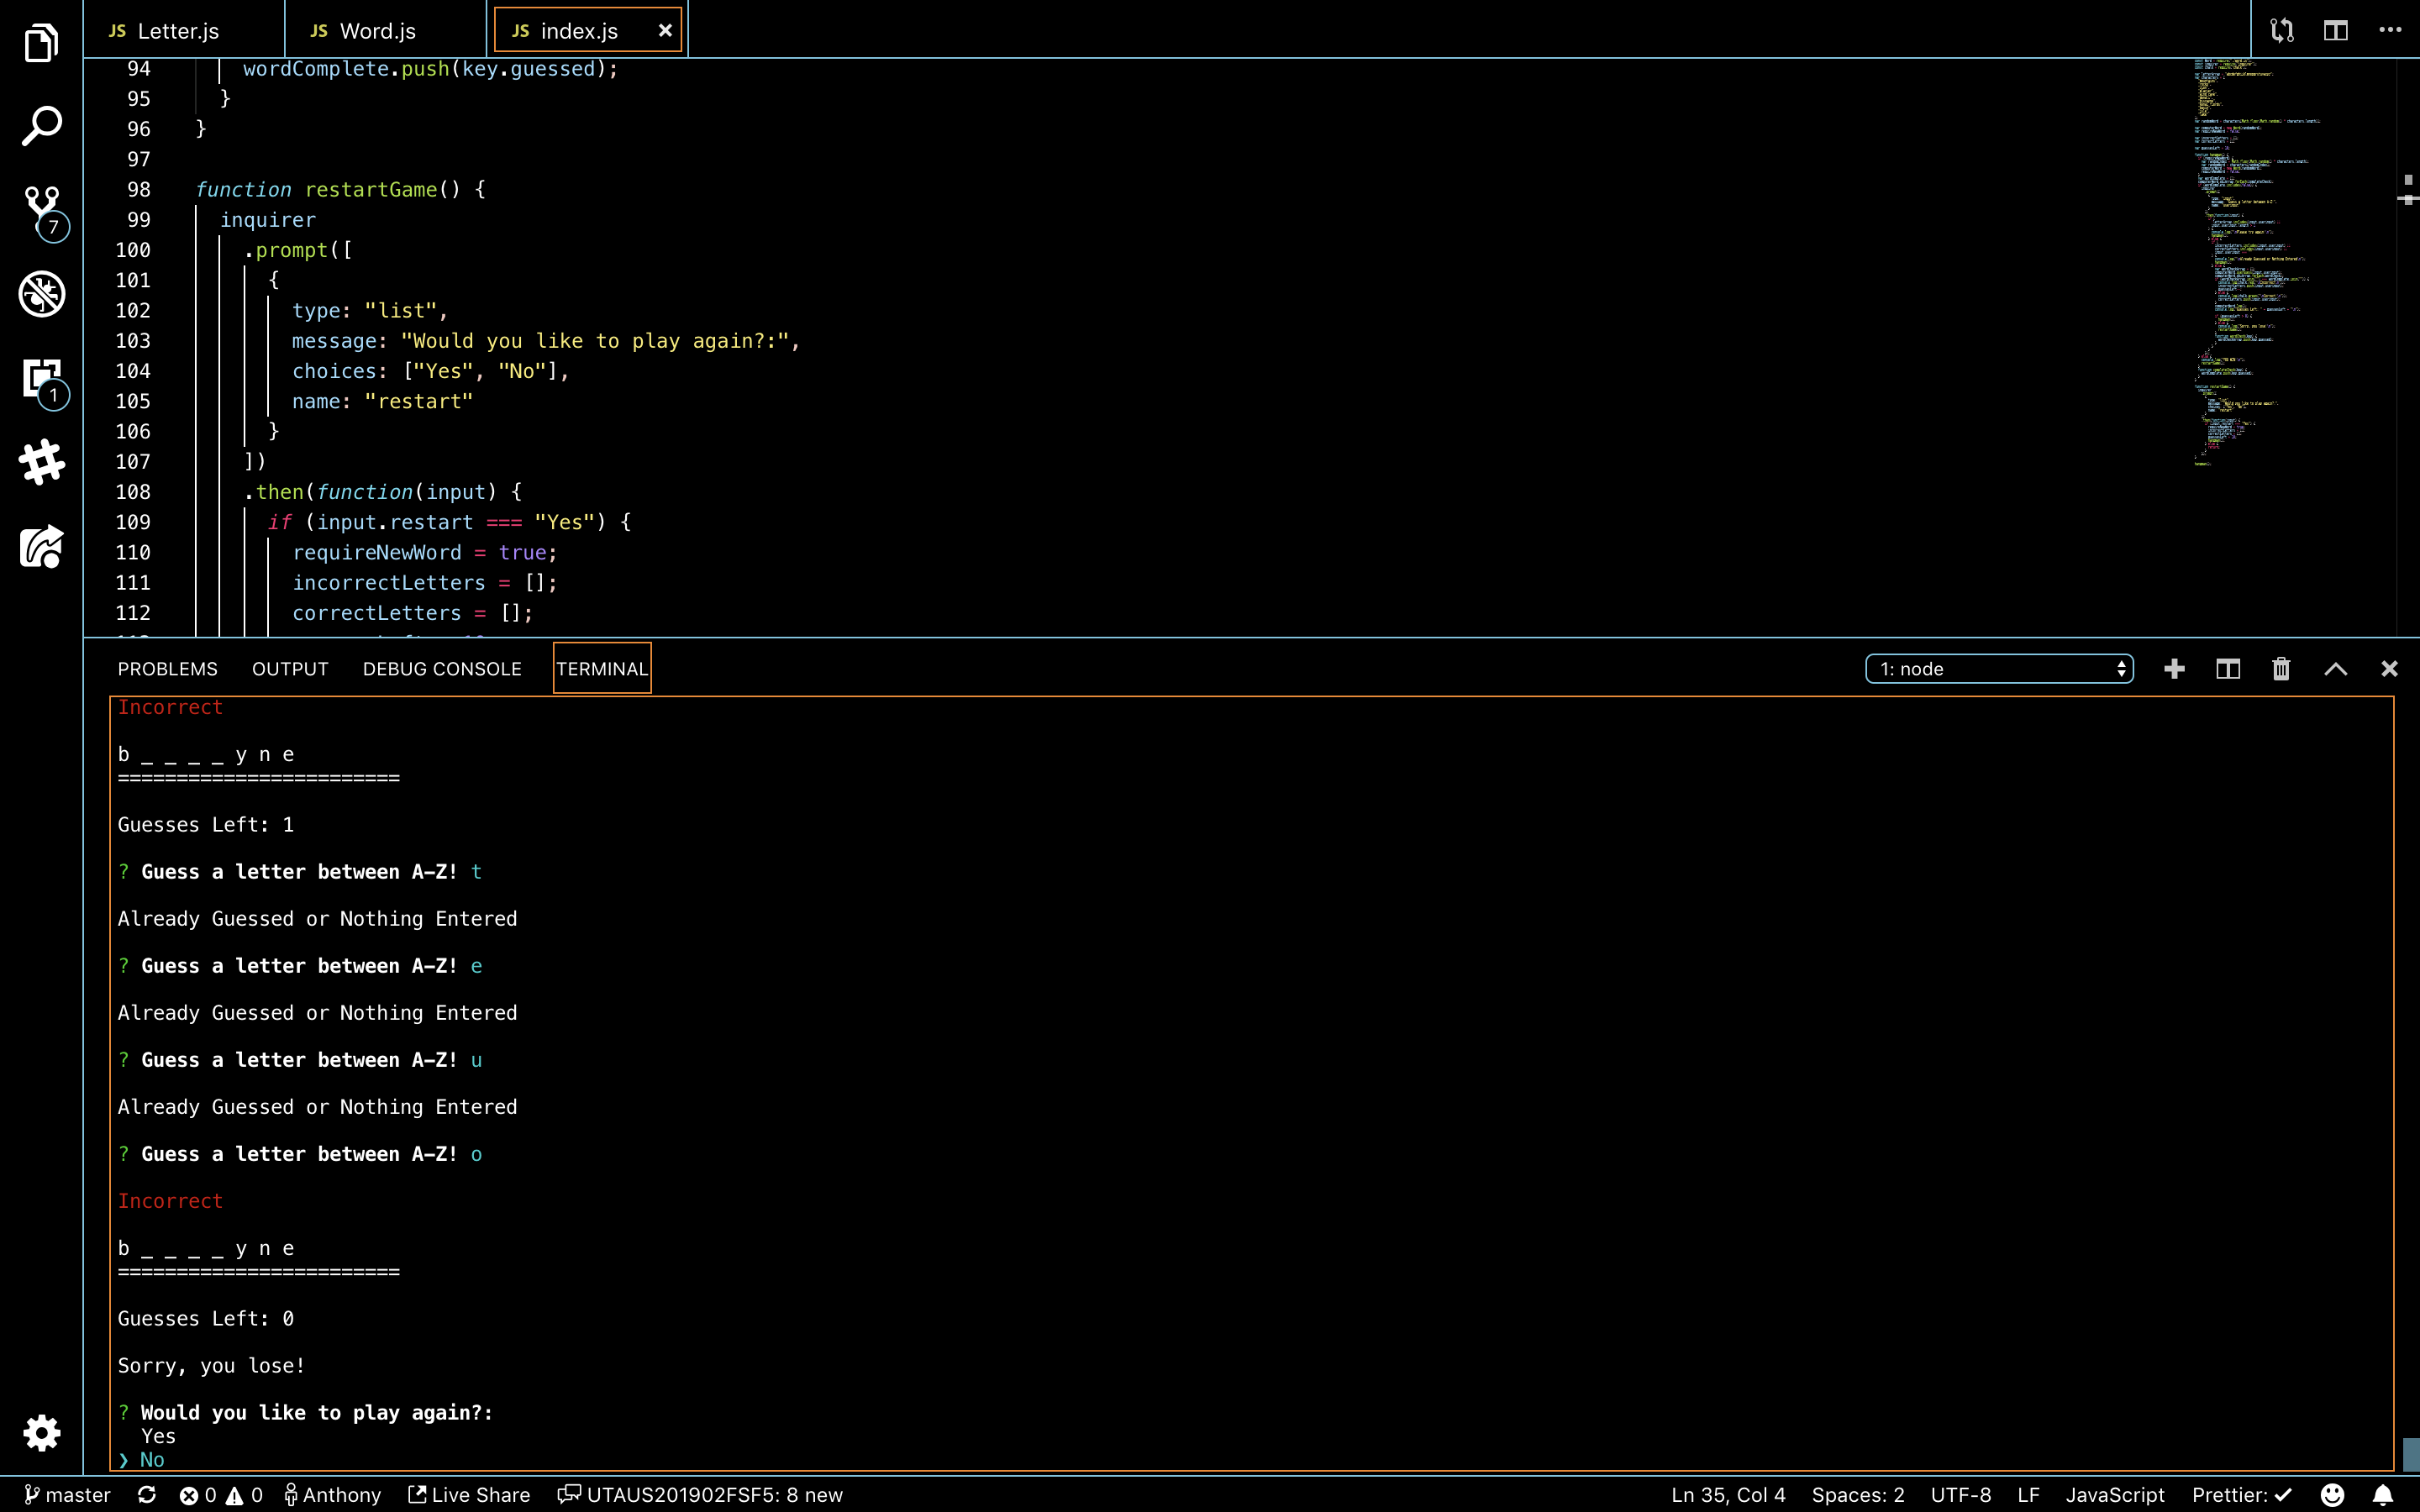 JS Letter.js JS Word.js JS index.js
94 wordComplete.push(key.guessed);
95 }
96 }
97
98 function restartGame() {
99 inquirer
100 .prompt([
101 {
102 type: "list",
103 message: "Would you like to play again?:",
104 choices: ["Yes", "No"],
105 name: "restart"
106 }
107 ])
108 .then(function(input) {
109 if (input.restart === "Yes") {
110 requireNewWord = true;
111 incorrectLetters = [];
112 correctLetters = [];
7
1
PROBLEMS OUTPUT DEBUG CONSOLE TERMINAL 1: node
Incorrect
b _ _ _ _ y n e
========================
Guesses Left: 1
? Guess a letter between A-Z! t
Already Guessed or Nothing Entered
? Guess a letter between A-Z! e
Already Guessed or Nothing Entered
? Guess a letter between A-Z! u
Already Guessed or Nothing Entered
? Guess a letter between A-Z! o
Incorrect
b _ _ _ _ y n e
========================
Guesses Left: 0
Sorry, you lose!
? Would you like to play again?:
Yes
❯ No
master 0 0 Anthony Live Share UTAUS201902FSF5: 8 new Ln 35, Col 4 Spaces: 2 UTF-8 LF JavaScript Prettier: ✓